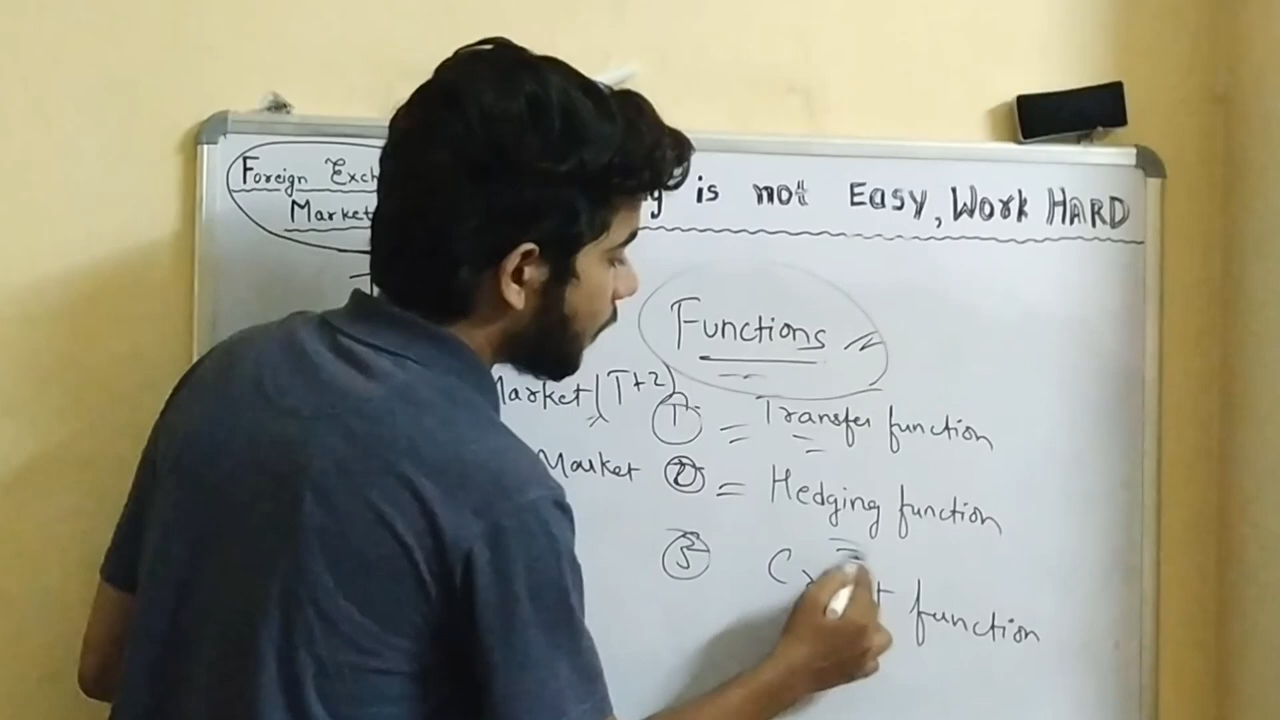 Foreign Exch
Market
is not Easy, Work HARD
Functions
Market (T+2)
1 = Transfer function
Market
2 = Hedging function
3 function